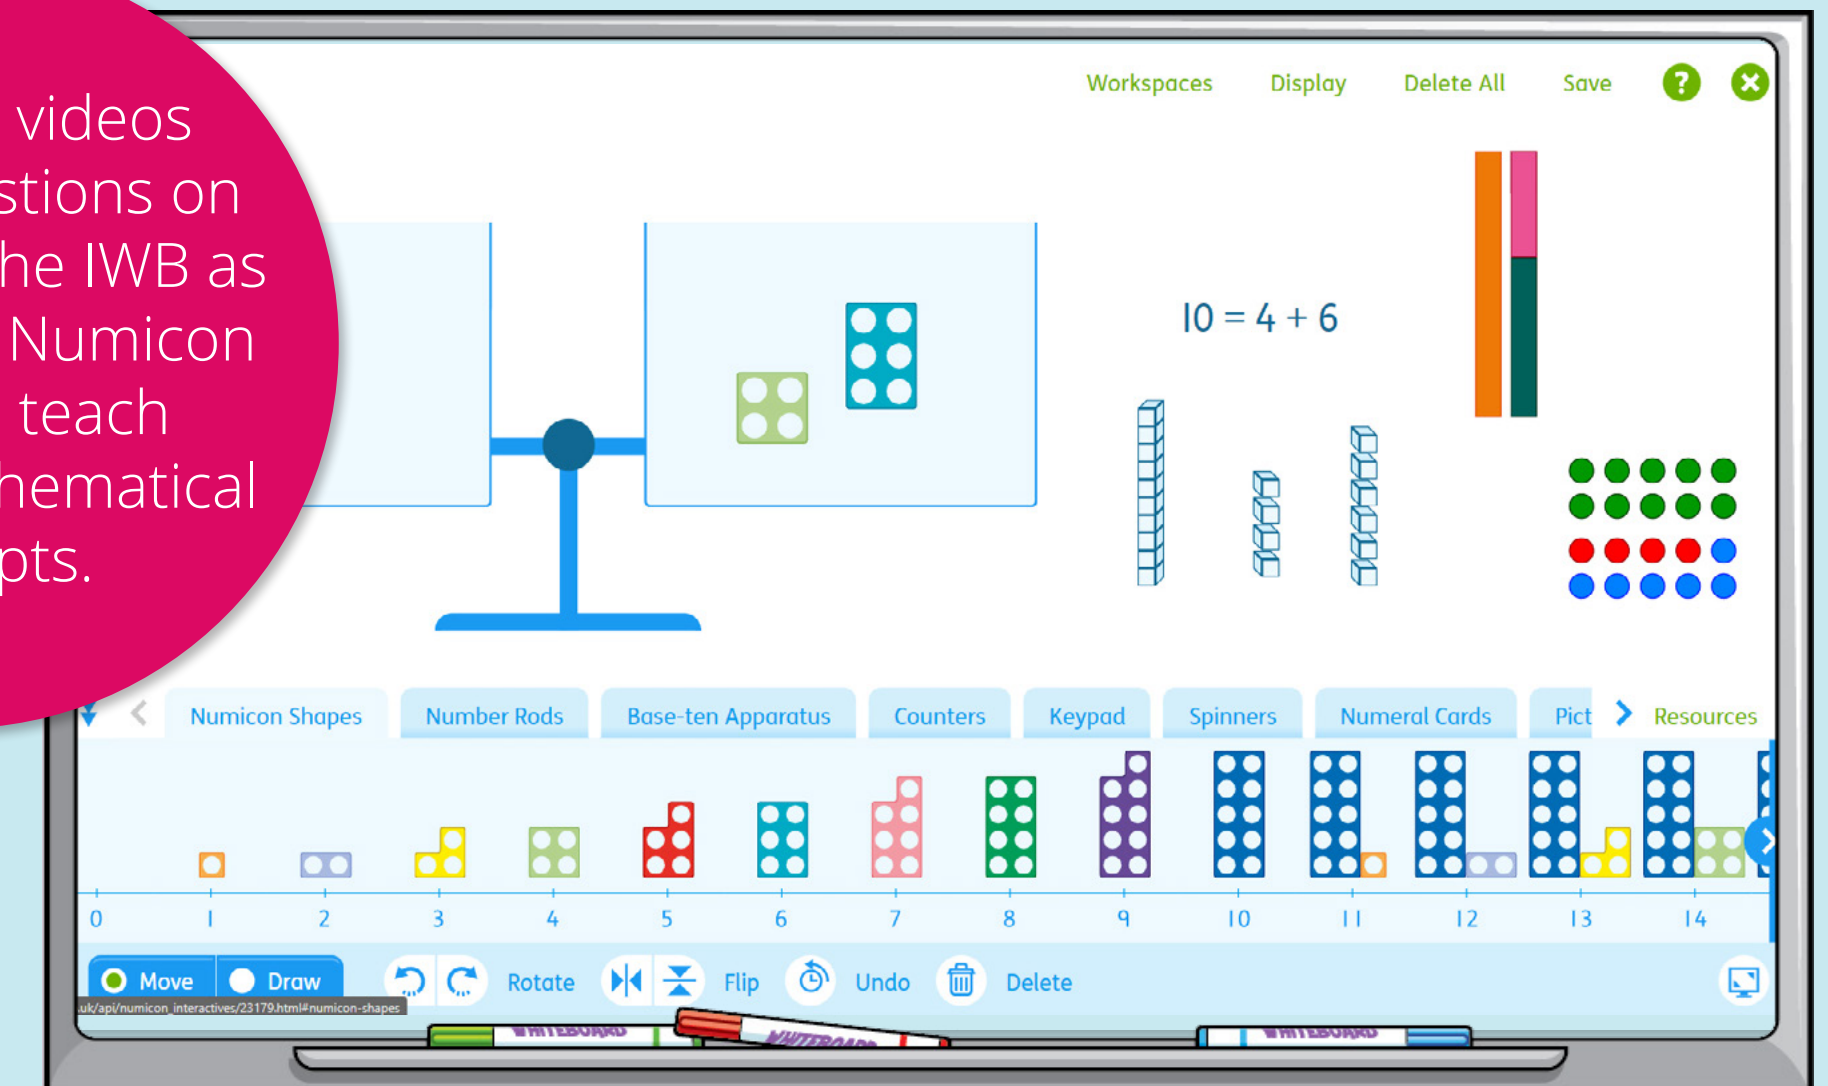 videos
stions on
he IWB as
Numicon
teach
hematical
pts.
Workspaces Display Delete All Save ?
10 = 4 + 6
Numicon Shapes Number Rods Base-ten Apparatus Counters Keypad Spinners Numeral Cards Pict Resources
0 1 2 3 4 5 6 7 8 9 10 11 12 13 14
Move Draw Rotate Flip Undo Delete
.uk/api/numicon_interactives/23179.html#numicon-shapes
WHITEBOARD WHITEBOARD WHITEBOARD